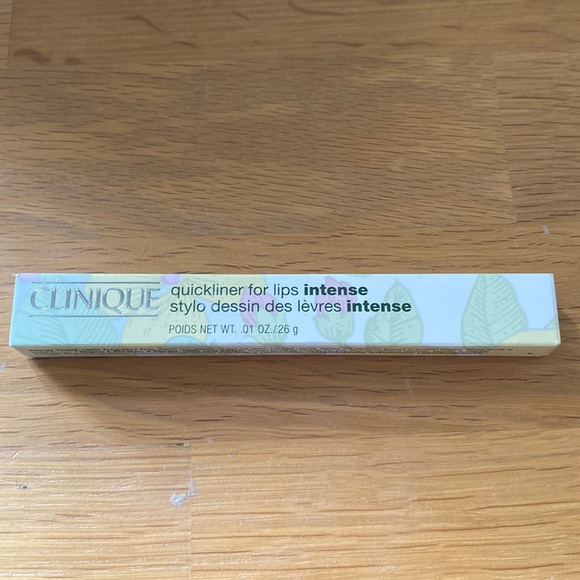 CLINIQUE
quickliner for lips intense
stylo dessin des lèvres intense
POIDS NET WT. .01 OZ./.26 g